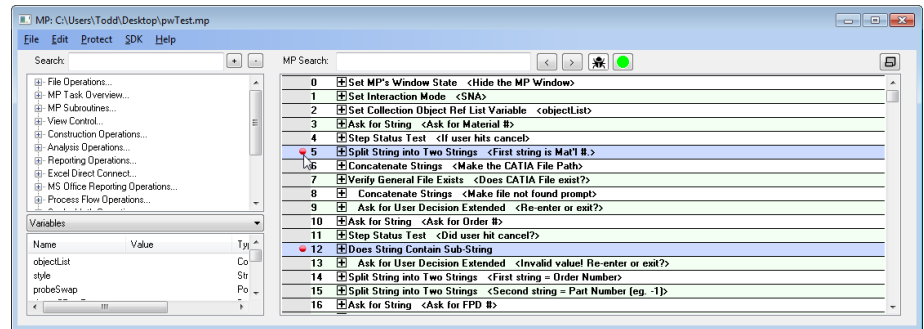 MP: C:\Users\Todd\Desktop\pwTest.mp
File Edit Protect SDK Help
Search:
+ -
MP Search:
< >
File Operations...
MP Task Overview...
MP Subroutines...
View Control...
Construction Operations...
Analysis Operations...
Reporting Operations...
Excel Direct Connect...
MS Office Reporting Operations...
Process Flow Operations...
Variables
Name Value
objectList Co
style Str
probeSwap Po
0 Set MP's Window State <Hide the MP Window>
1 Set Interaction Mode <SNA>
2 Set Collection Object Ref List Variable <objectList>
3 Ask for String <Ask for Material #>
4 Step Status Test <If user hits cancel>
5 Split String into Two Strings <First string is Mat'l #.>
6 Concatenate Strings <Make the CATIA File Path>
7 Verify General File Exists <Does CATIA File exist?>
8 Concatenate Strings <Make file not found prompt>
9 Ask for User Decision Extended <Re-enter or exit?>
10 Ask for String <Ask for Order #>
11 Step Status Test <Did user hit cancel?>
12 Does String Contain Sub-String
13 Ask for User Decision Extended <Invalid value! Re-enter or exit?>
14 Split String into Two Strings <First string = Order Number>
15 Split String into Two Strings <Second string = Part Number (eg. -1)>
16 Ask for String <Ask for FPD #>